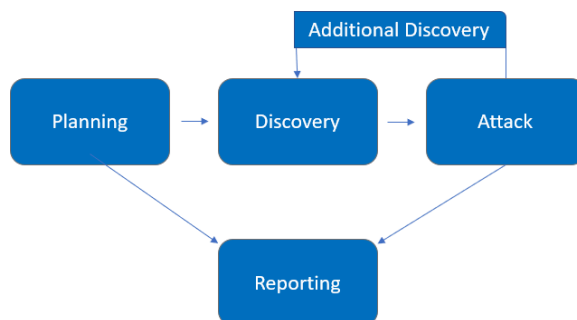 Additional Discovery
Planning
Discovery
Attack
Reporting